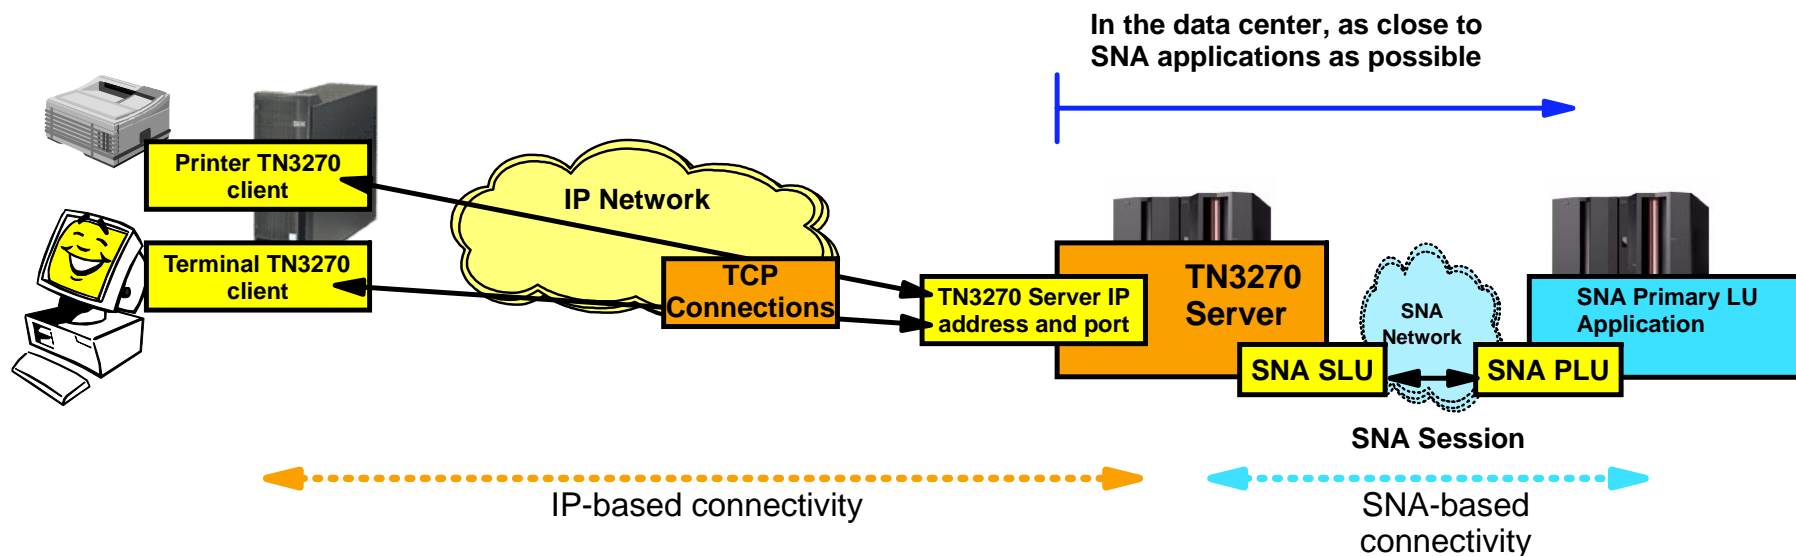 In the data center, as close to
SNA applications as possible
Printer TN3270
client
IP Network
Terminal TN3270
client
TCP
Connections
TN3270 Server IP
address and port
TN3270
Server
SNA
Network
SNA Primary LU
Application
SNA SLU
SNA PLU
SNA Session
IP-based connectivity
SNA-based
connectivity